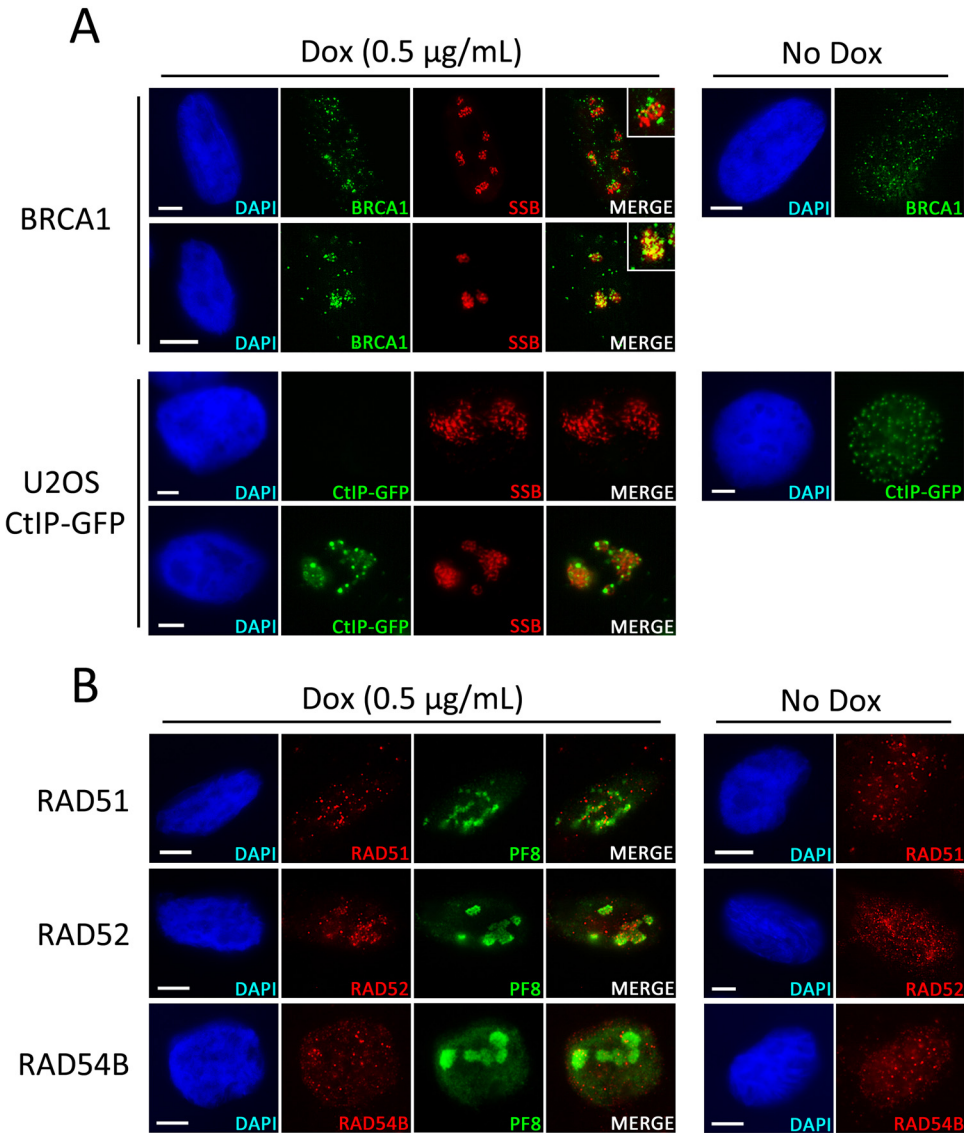 A
Dox (0.5 µg/mL)
No Dox
BRCA1
DAPI
BRCA1
SSB
MERGE
DAPI
BRCA1
DAPI
BRCA1
SSB
MERGE
U2OS
CtIP-GFP
DAPI
CtIP-GFP
SSB
MERGE
DAPI
CtIP-GFP
DAPI
CtIP-GFP
SSB
MERGE
B
Dox (0.5 µg/mL)
No Dox
RAD51
DAPI
RAD51
PF8
MERGE
DAPI
RAD51
RAD52
DAPI
RAD52
PF8
MERGE
DAPI
RAD52
RAD54B
DAPI
RAD54B
PF8
MERGE
DAPI
RAD54B